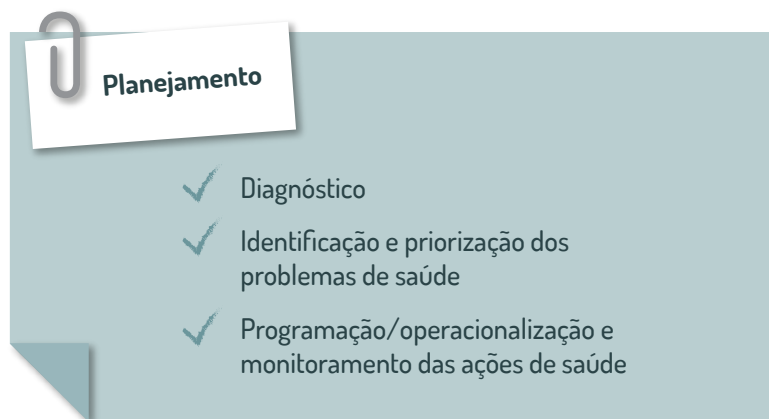 Planejamento
Diagnóstico
Identificação e priorização dos
problemas de saúde
Programação/operacionalização e
monitoramento das ações de saúde